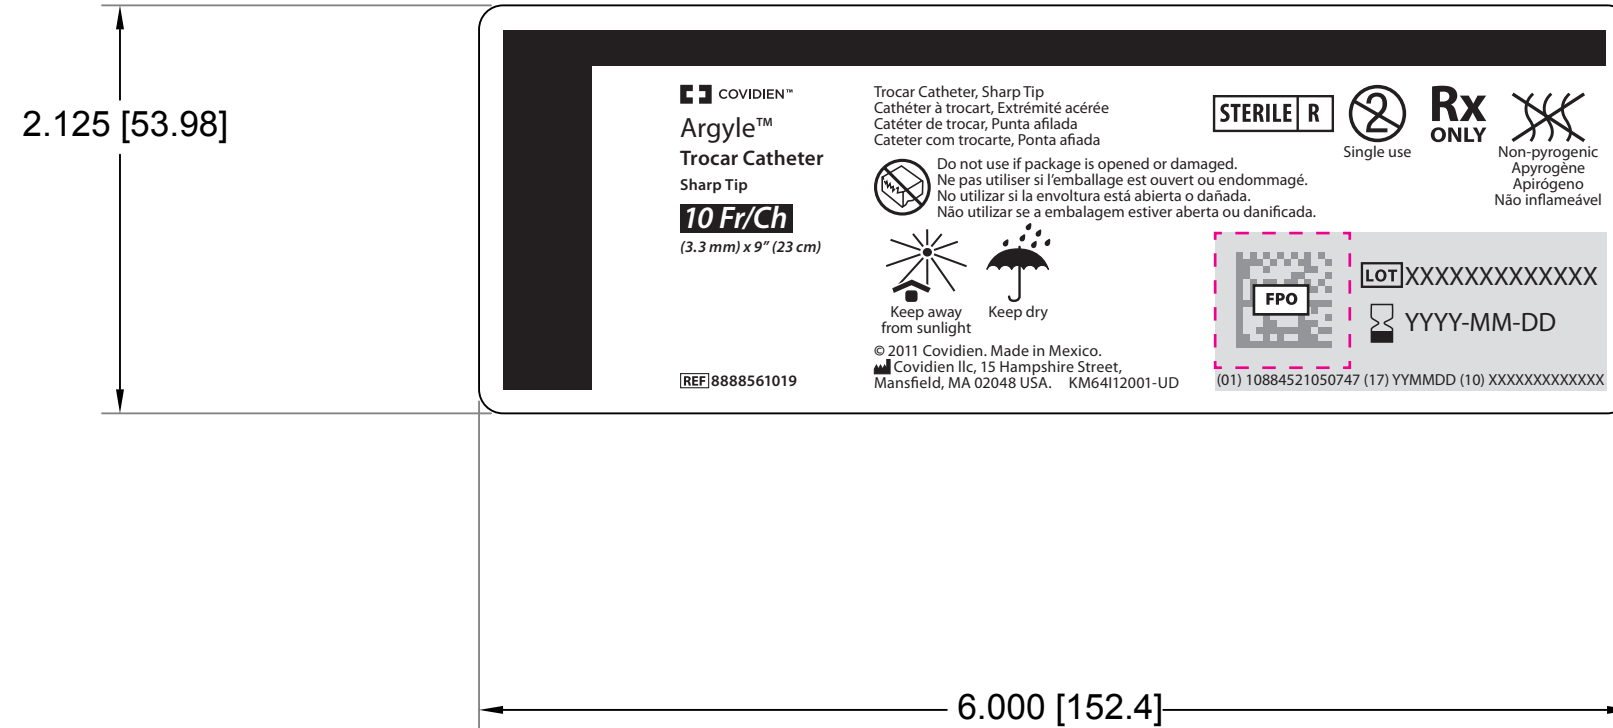 2.125 [53.98]
COVIDIEN™
Argyle™
Trocar Catheter
Sharp Tip
10 Fr/Ch
(3.3 mm) x 9″ (23 cm)
REF 8888561019
Trocar Catheter, Sharp Tip
Cathéter à trocart, Extrémité acérée
Catéter de trocar, Punta afilada
Cateter com trocarte, Ponta afiada
Do not use if package is opened or damaged.
Ne pas utiliser si l’emballage est ouvert ou endommagé.
No utilizar si la envoltura está abierta o dañada.
Não utilizar se a embalagem estiver aberta ou danificada.
Keep away
from sunlight
Keep dry
© 2011 Covidien. Made in Mexico.
Covidien llc, 15 Hampshire Street,
Mansfield, MA 02048 USA. KM64I12001-UD
STERILE R
2
Single use
Rx
ONLY
Non-pyrogenic
Apyrogène
Apirógeno
Não inflameável
FPO
LOT XXXXXXXXXXXXX
YYYY-MM-DD
(01) 10884521050747 (17) YYMMDD (10) XXXXXXXXXXXXX
6.000 [152.4]